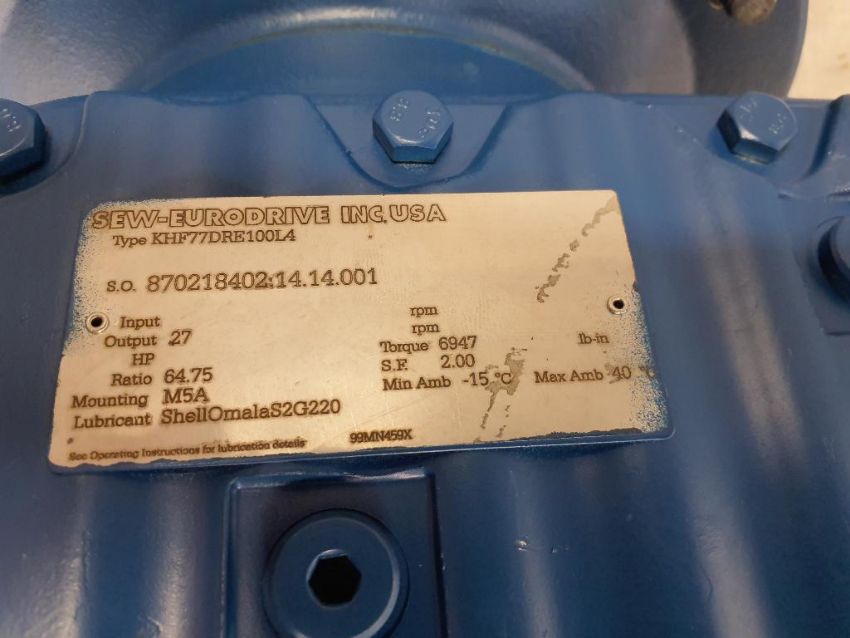 SEW-EURODRIVE INC. USA
Type KHF77DRE100L4
S.O. 870218402.14.14.001
Input rpm
Output 27 rpm
HP Torque 6947 lb-in
Ratio 64.75 S.F. 2.00
Mounting M5A Min Amb -15 °C Max Amb 40 °C
Lubricant ShellOmalaS2G220
See Operating Instructions for lubrication details 99MN459X